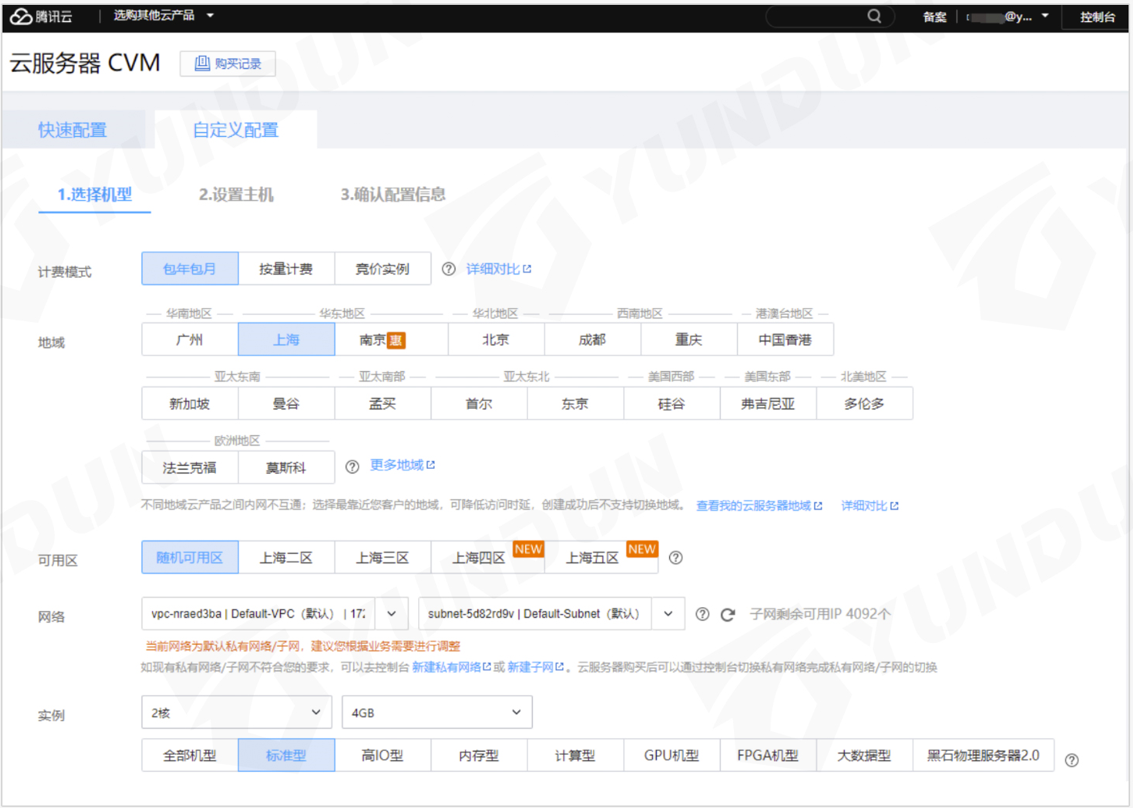 腾讯云 选购其他云产品 备案 @y... 控制台
云服务器 CVM 购买记录
快速配置 自定义配置
1.选择机型 2.设置主机 3.确认配置信息
计费模式 包年包月 按量计费 竞价实例 详细对比
华南地区 华东地区 华北地区 西南地区 港澳台地区
地域 广州 上海 南京 惠 北京 成都 重庆 中国香港
亚太东南 亚太南部 亚太东北 美国西部 美国东部 北美地区
新加坡 曼谷 孟买 首尔 东京 硅谷 弗吉尼亚 多伦多
欧洲地区
法兰克福 莫斯科 更多地域
不同地域云产品之间内网不互通；选择最靠近您客户的地域，可降低访问时延，创建成功后不支持切换地域。 查看我的云服务器地域 详细对比
可用区 随机可用区 上海二区 上海三区 上海四区 NEW 上海五区 NEW
网络 vpc-nraed3ba | Default-VPC（默认） | 172 subnet-5d82rd9v | Default-Subnet（默认） 子网剩余可用IP 4092个
当前网络为默认私有网络/子网，建议您根据业务需要进行调整
如现有私有网络/子网不符合您的要求，可以去控制台 新建私有网络 或 新建子网 。云服务器购买后可以通过控制台切换私有网络完成私有网络/子网的切换
实例 2核 4GB
全部机型 标准型 高IO型 内存型 计算型 GPU机型 FPGA机型 大数据型 黑石物理服务器2.0
YUNDUN
YUNDUN
YUNDUN
YUNDUN
YUNDUN